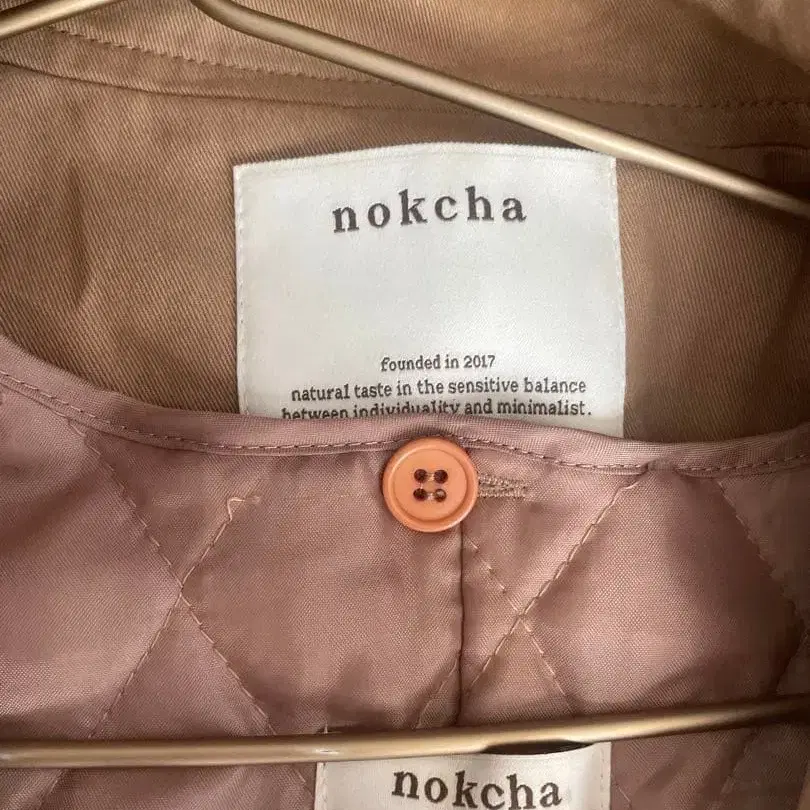 nokcha
founded in 2017
natural taste in the sensitive balance
between individuality and minimalist.
nokcha